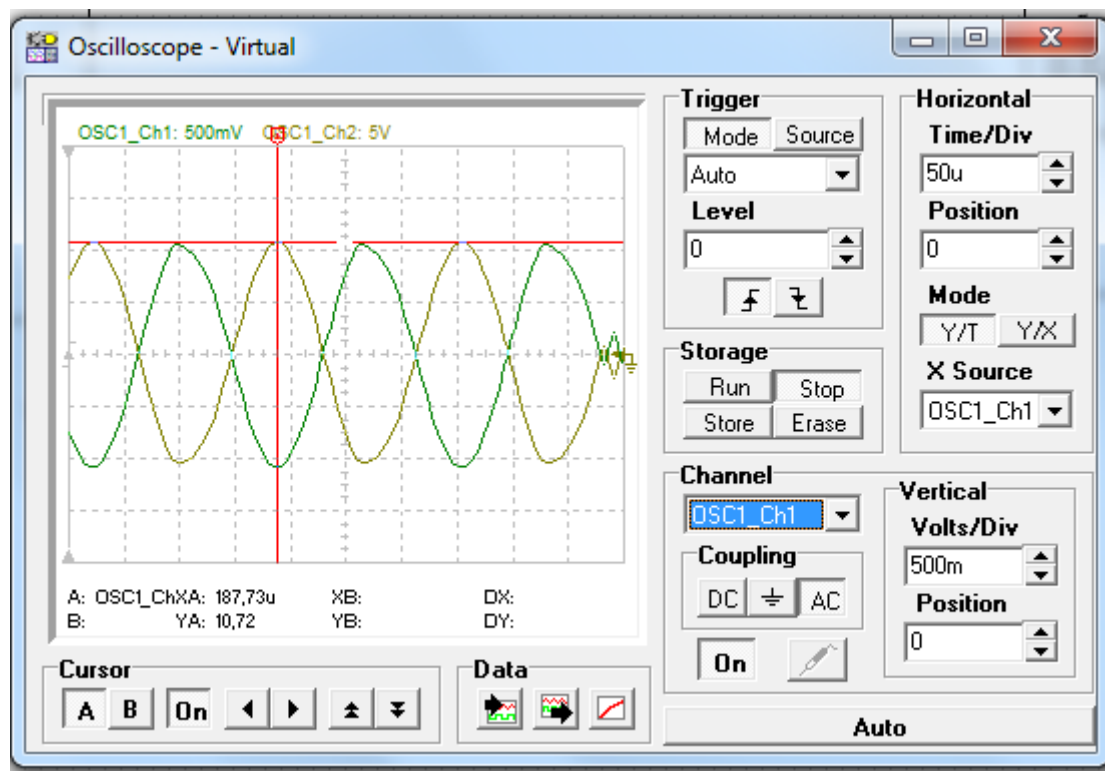 Oscilloscope - Virtual
OSC1_Ch1: 500mV OSC1_Ch2: 5V
A: OSC1_ChXA: 187,73u XB: DX:
B: YA: 10,72 YB: DY:
Cursor
A B On
Data
Trigger
Mode Source
Auto
Level
0
Storage
Run Stop
Store Erase
Horizontal
Time/Div
50u
Position
0
Mode
Y/T Y/X
X Source
OSC1_Ch1
Channel
OSC1_Ch1
Coupling
DC AC
On
Vertical
Volts/Div
500m
Position
0
Auto